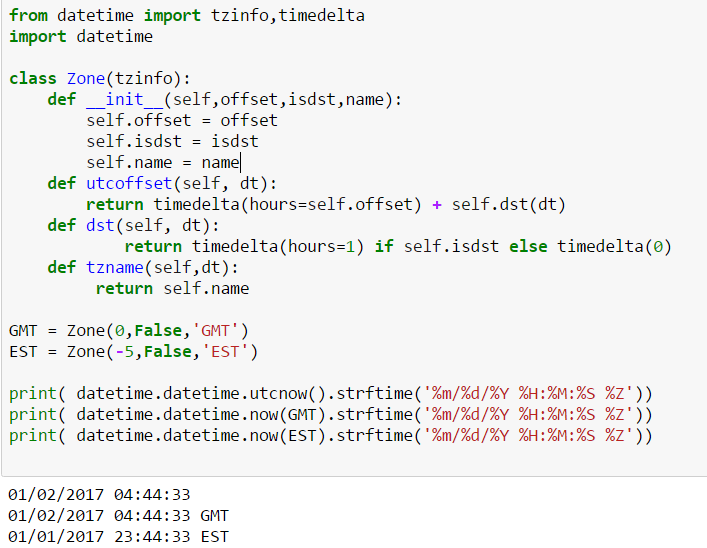 from datetime import tzinfo,timedelta
import datetime

class Zone(tzinfo):
    def __init__(self,offset,isdst,name):
        self.offset = offset
        self.isdst = isdst
        self.name = name
    def utcoffset(self, dt):
        return timedelta(hours=self.offset) + self.dst(dt)
    def dst(self, dt):
            return timedelta(hours=1) if self.isdst else timedelta(0)
    def tzname(self,dt):
         return self.name

GMT = Zone(0,False,'GMT')
EST = Zone(-5,False,'EST')

print( datetime.datetime.utcnow().strftime('%m/%d/%Y %H:%M:%S %Z'))
print( datetime.datetime.now(GMT).strftime('%m/%d/%Y %H:%M:%S %Z'))
print( datetime.datetime.now(EST).strftime('%m/%d/%Y %H:%M:%S %Z'))

01/02/2017 04:44:33
01/02/2017 04:44:33 GMT
01/01/2017 23:44:33 EST